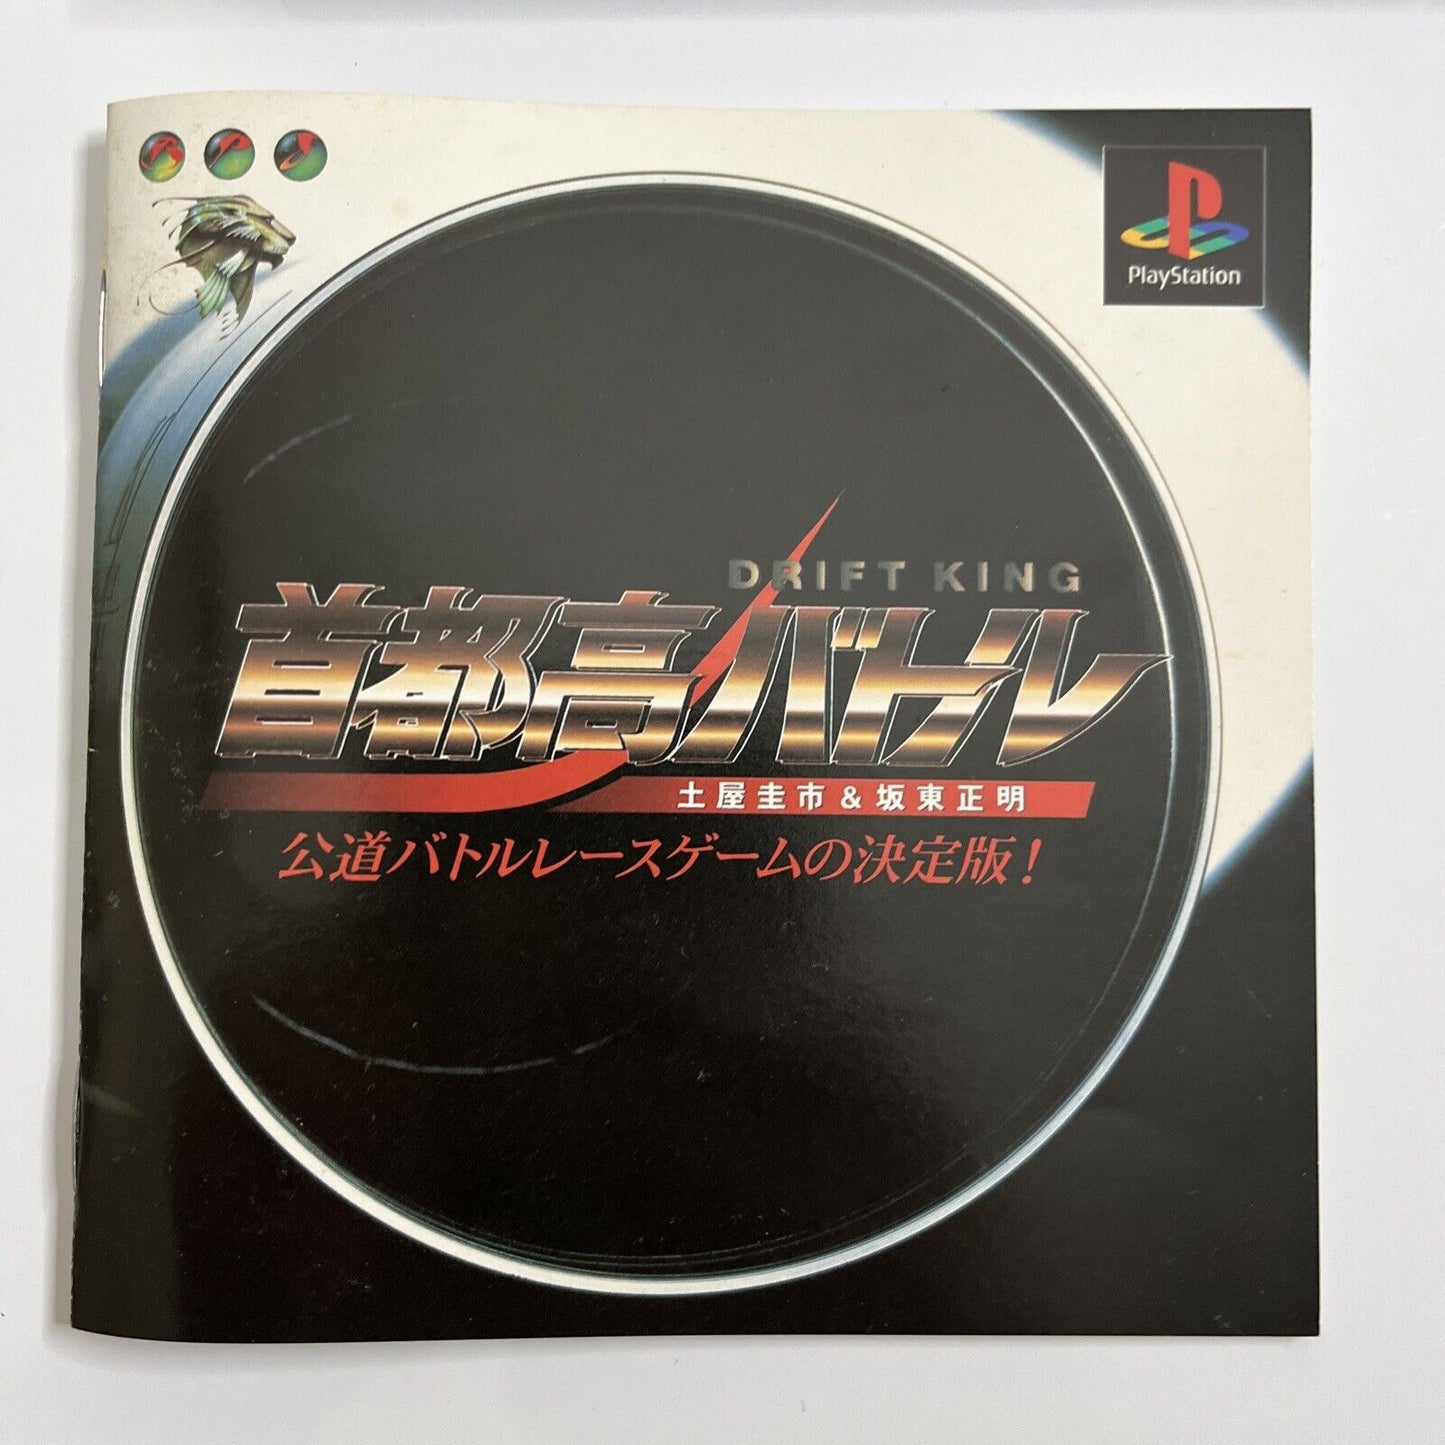 R P J
PlayStation
DRIFT KING
首都高バトル
土屋圭市&坂東正明
公道バトルレースゲームの決定版!